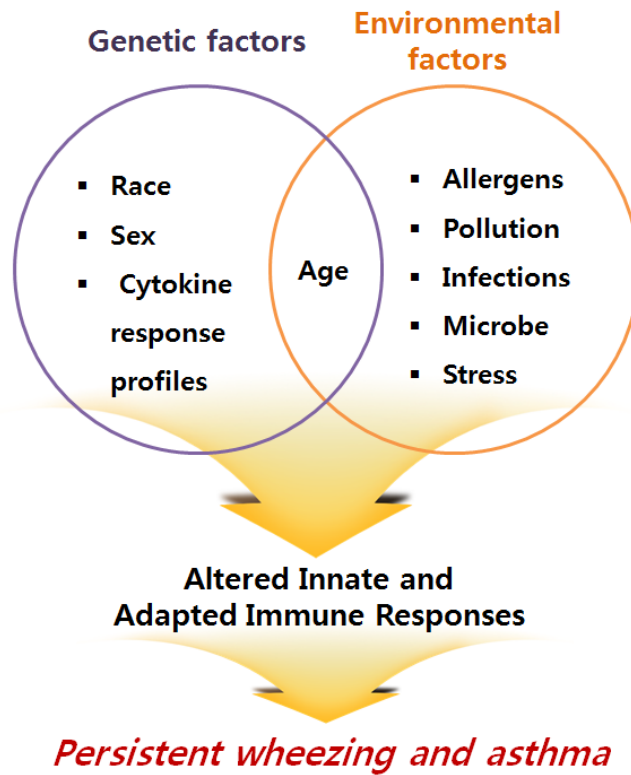 Genetic factors
Environmental
factors
▪ Race
▪ Sex
▪ Cytokine
response
profiles
Age
▪ Allergens
▪ Pollution
▪ Infections
▪ Microbe
▪ Stress
Altered Innate and
Adapted Immune Responses
Persistent wheezing and asthma